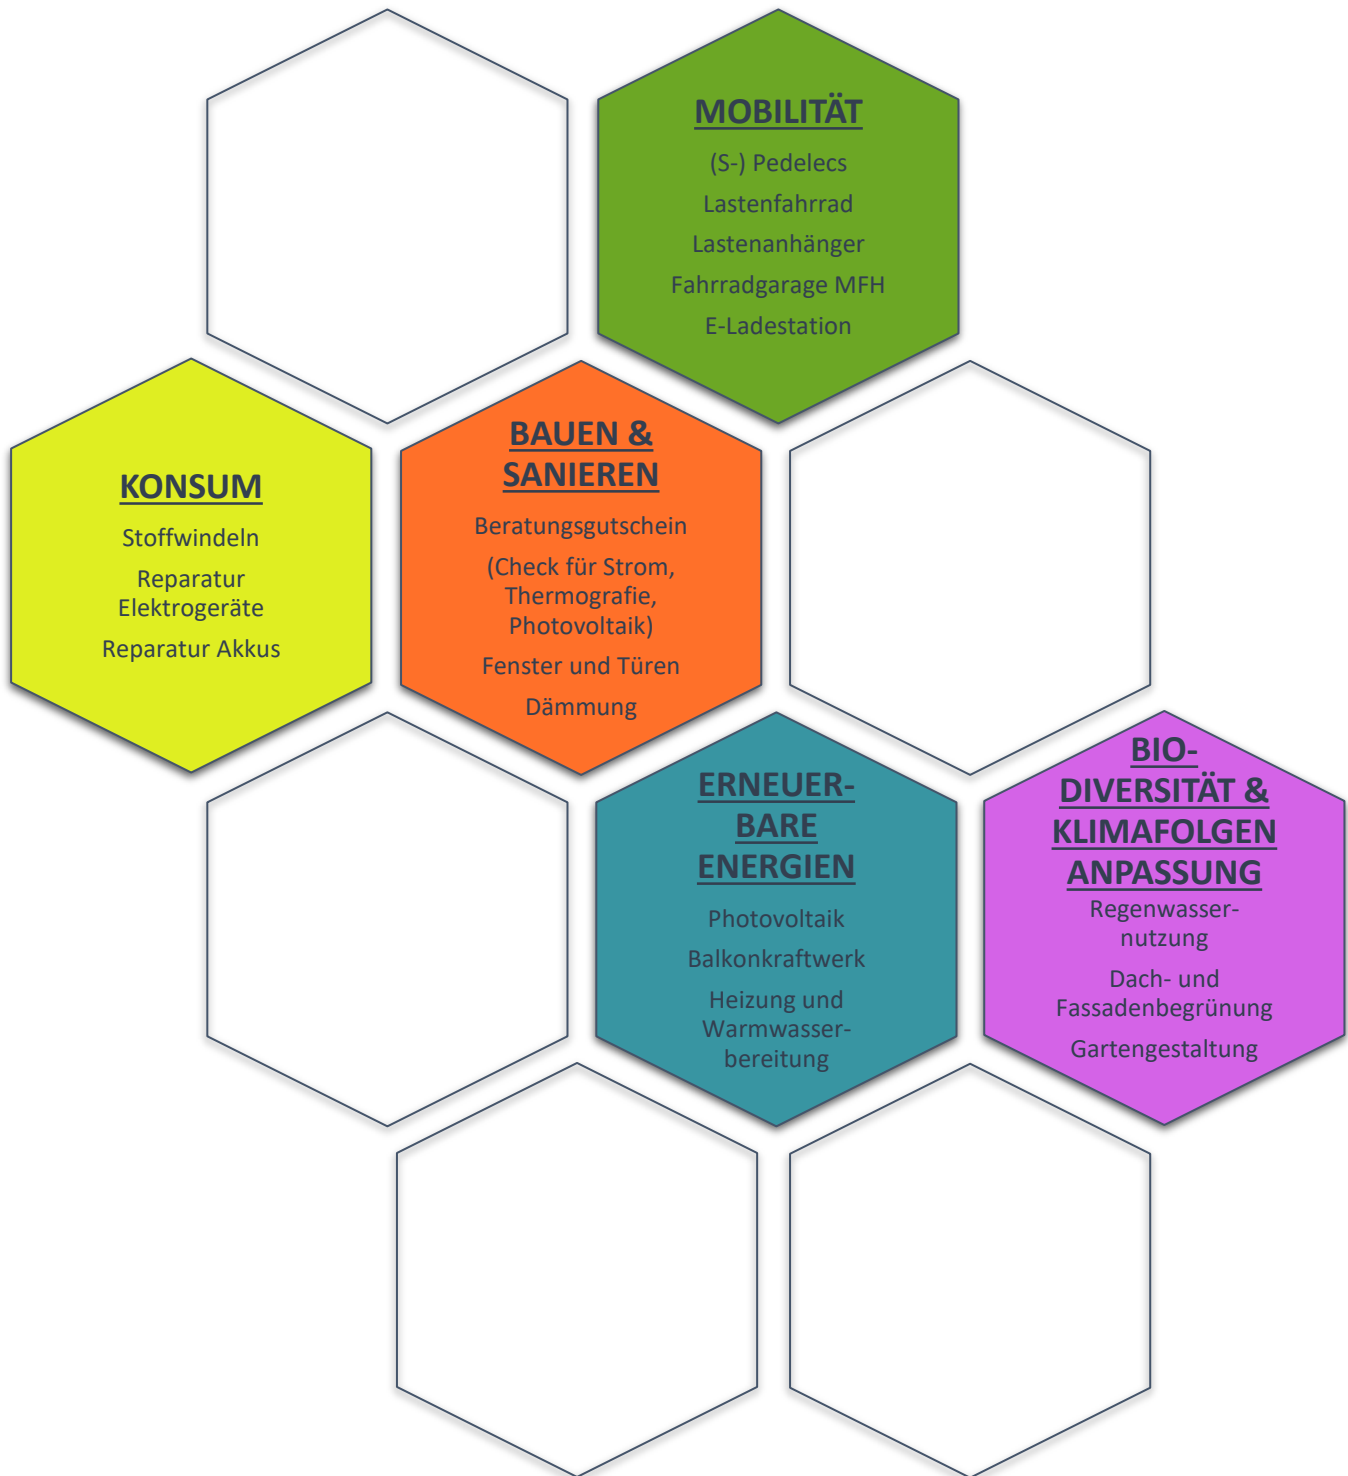 MOBILITÄT
(S-) Pedelecs
Lastenfahrrad
Lastenanhänger
Fahrradgarage MFH
E-Ladestation
KONSUM
Stoffwindeln
Reparatur
Elektrogeräte
Reparatur Akkus
BAUEN &
SANIEREN
Beratungsgutschein
(Check für Strom,
Thermografie,
Photovoltaik)
Fenster und Türen
Dämmung
ERNEUER-
BARE
ENERGIEN
Photovoltaik
Balkonkraftwerk
Heizung und
Warmwasser-
bereitung
BIO-
DIVERSITÄT &
KLIMAFOLGEN
ANPASSUNG
Regenwasser-
nutzung
Dach- und
Fassadenbegrünung
Gartengestaltung